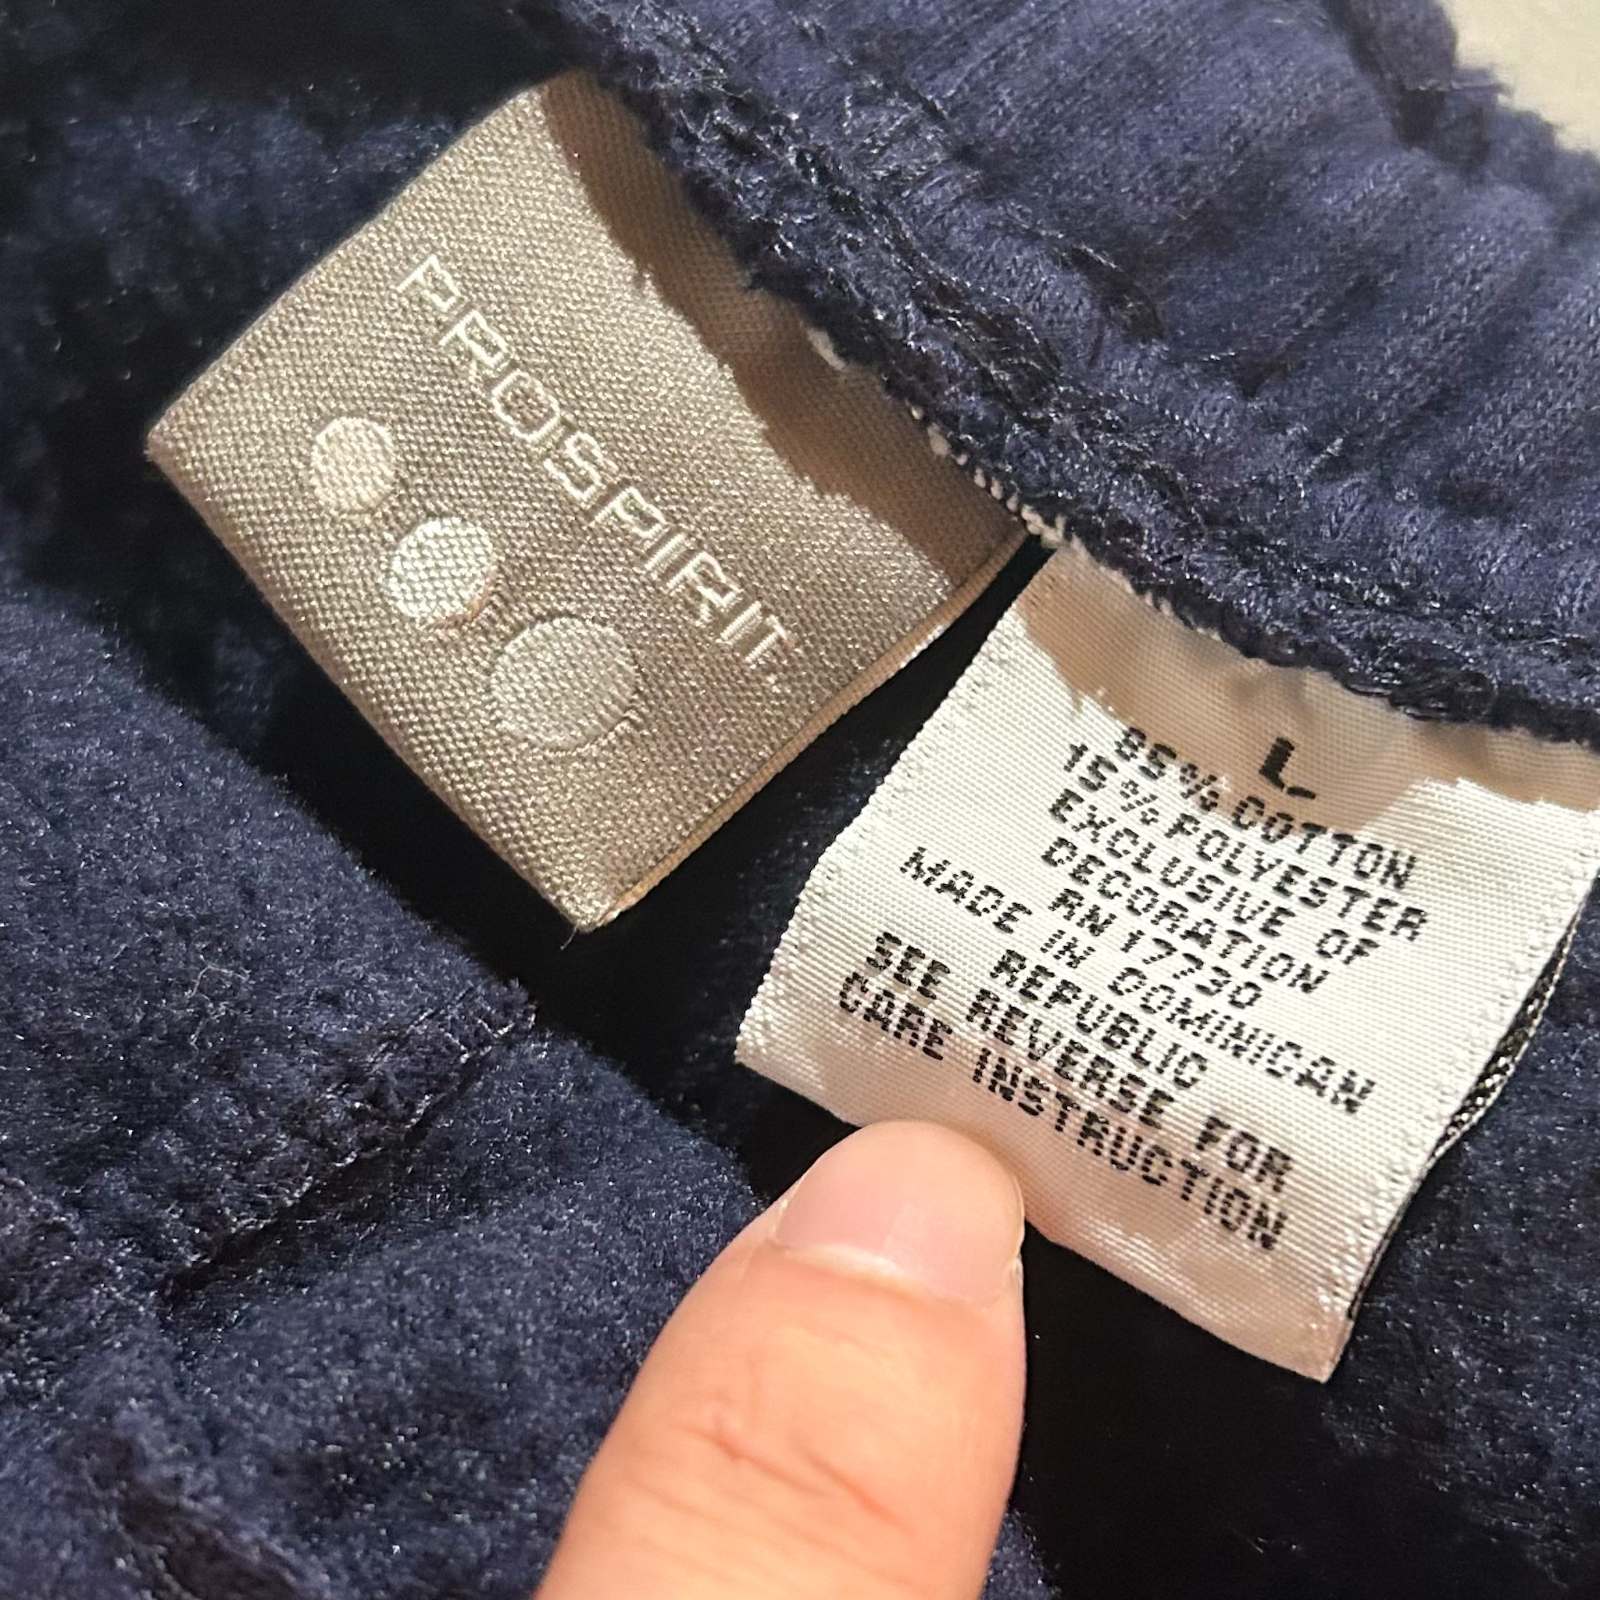 PROSPIRIT
L
85% COTTON
15% POLYESTER
EXCLUSIVE OF
DECORATION
RN 17730
MADE IN DOMINICAN
REPUBLIC
SEE REVERSE FOR
CARE INSTRUCTION